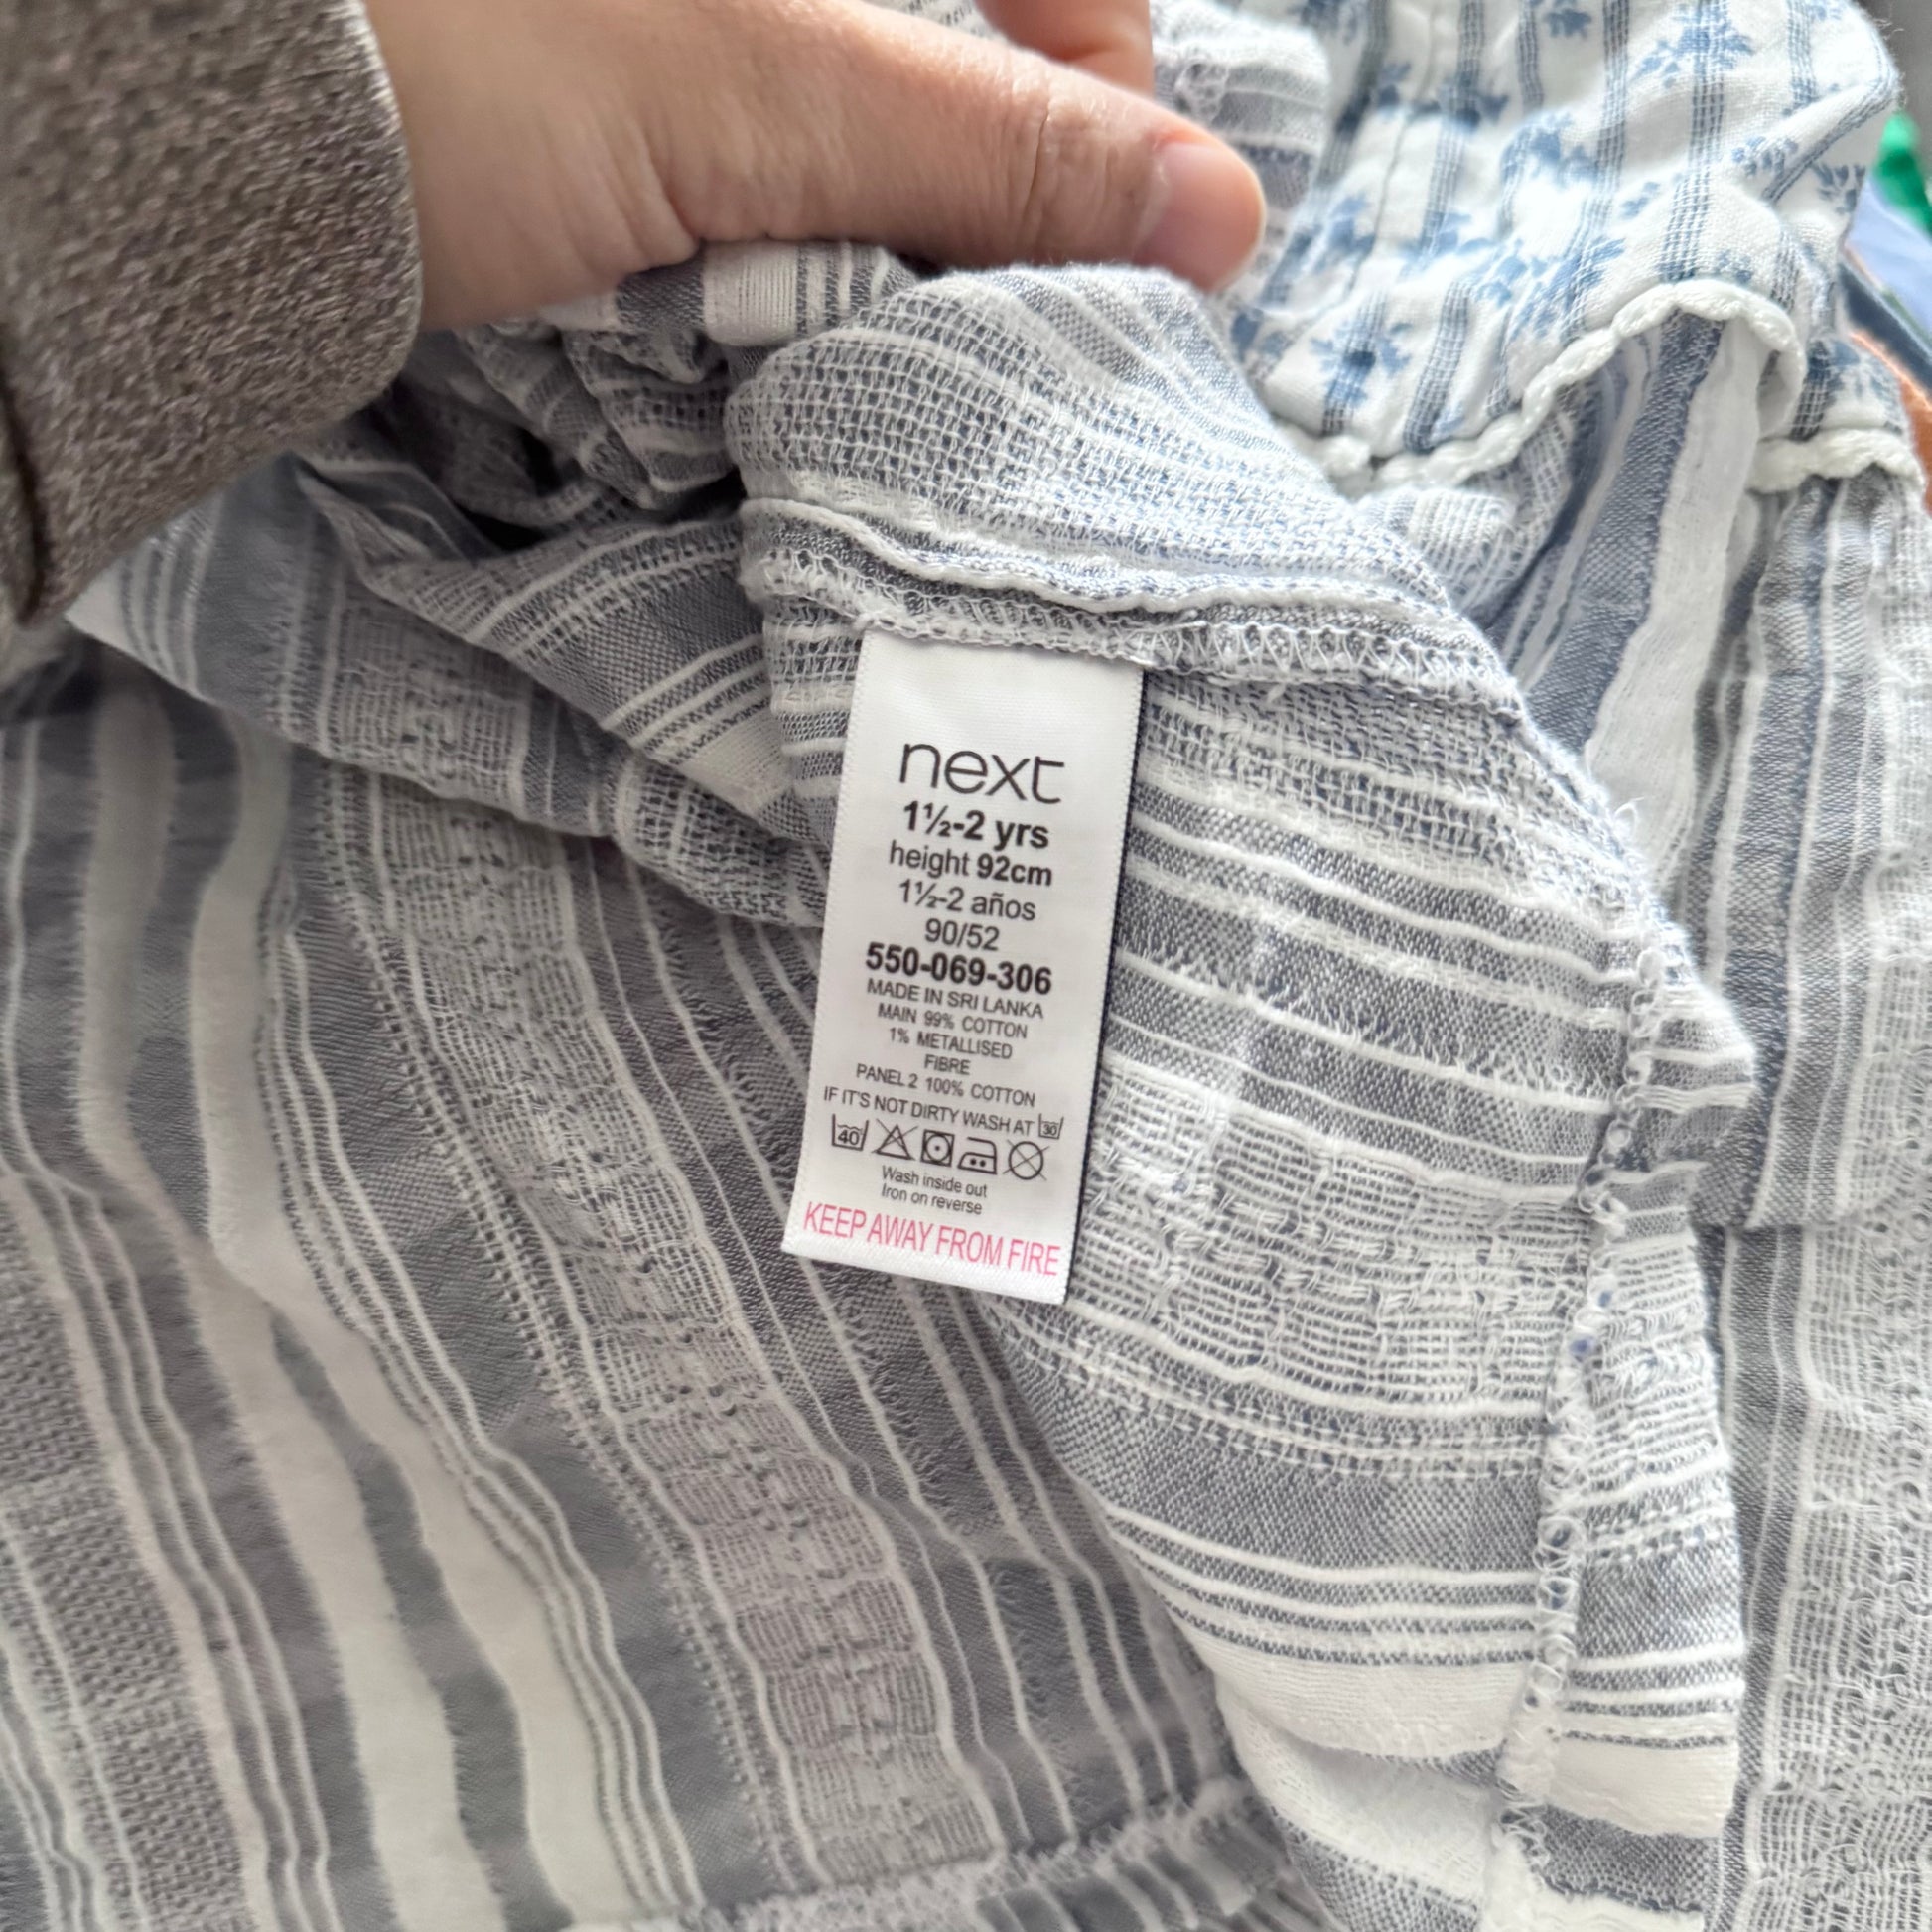 next
1½-2 yrs
height 92cm
1½-2 años
90/52
550-069-306
MADE IN SRI LANKA
MAIN 99% COTTON
1% METALLISED
FIBRE
PANEL 2 100% COTTON
IF IT'S NOT DIRTY WASH AT 30
40
Wash inside out
Iron on reverse
KEEP AWAY FROM FIRE